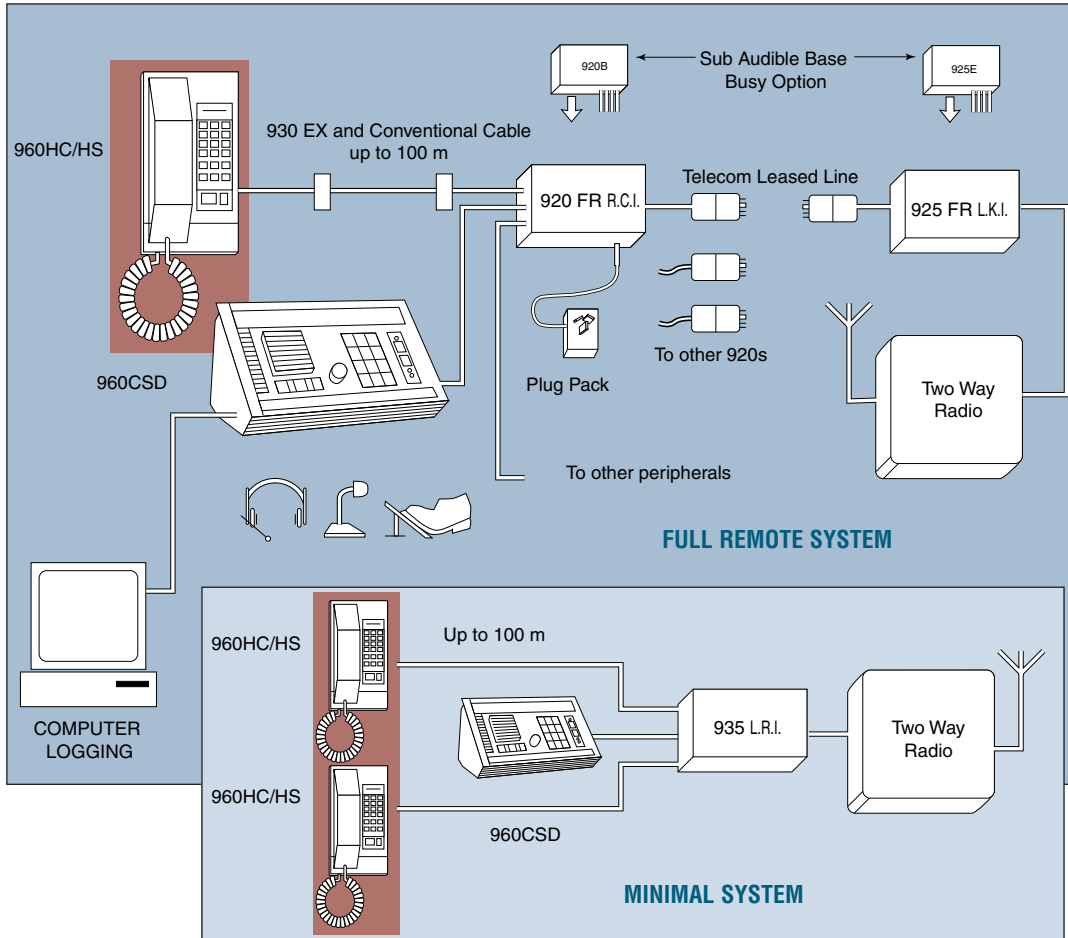 920B
Sub Audible Base
Busy Option
925E
960HC/HS
930 EX and Conventional Cable
up to 100 m
920 FR R.C.I.
Telecom Leased Line
925 FR L.K.I.
To other 920s
Plug Pack
960CSD
Two Way
Radio
To other peripherals
FULL REMOTE SYSTEM
COMPUTER
LOGGING
960HC/HS
Up to 100 m
935 L.R.I.
Two Way
Radio
960HC/HS
960CSD
MINIMAL SYSTEM